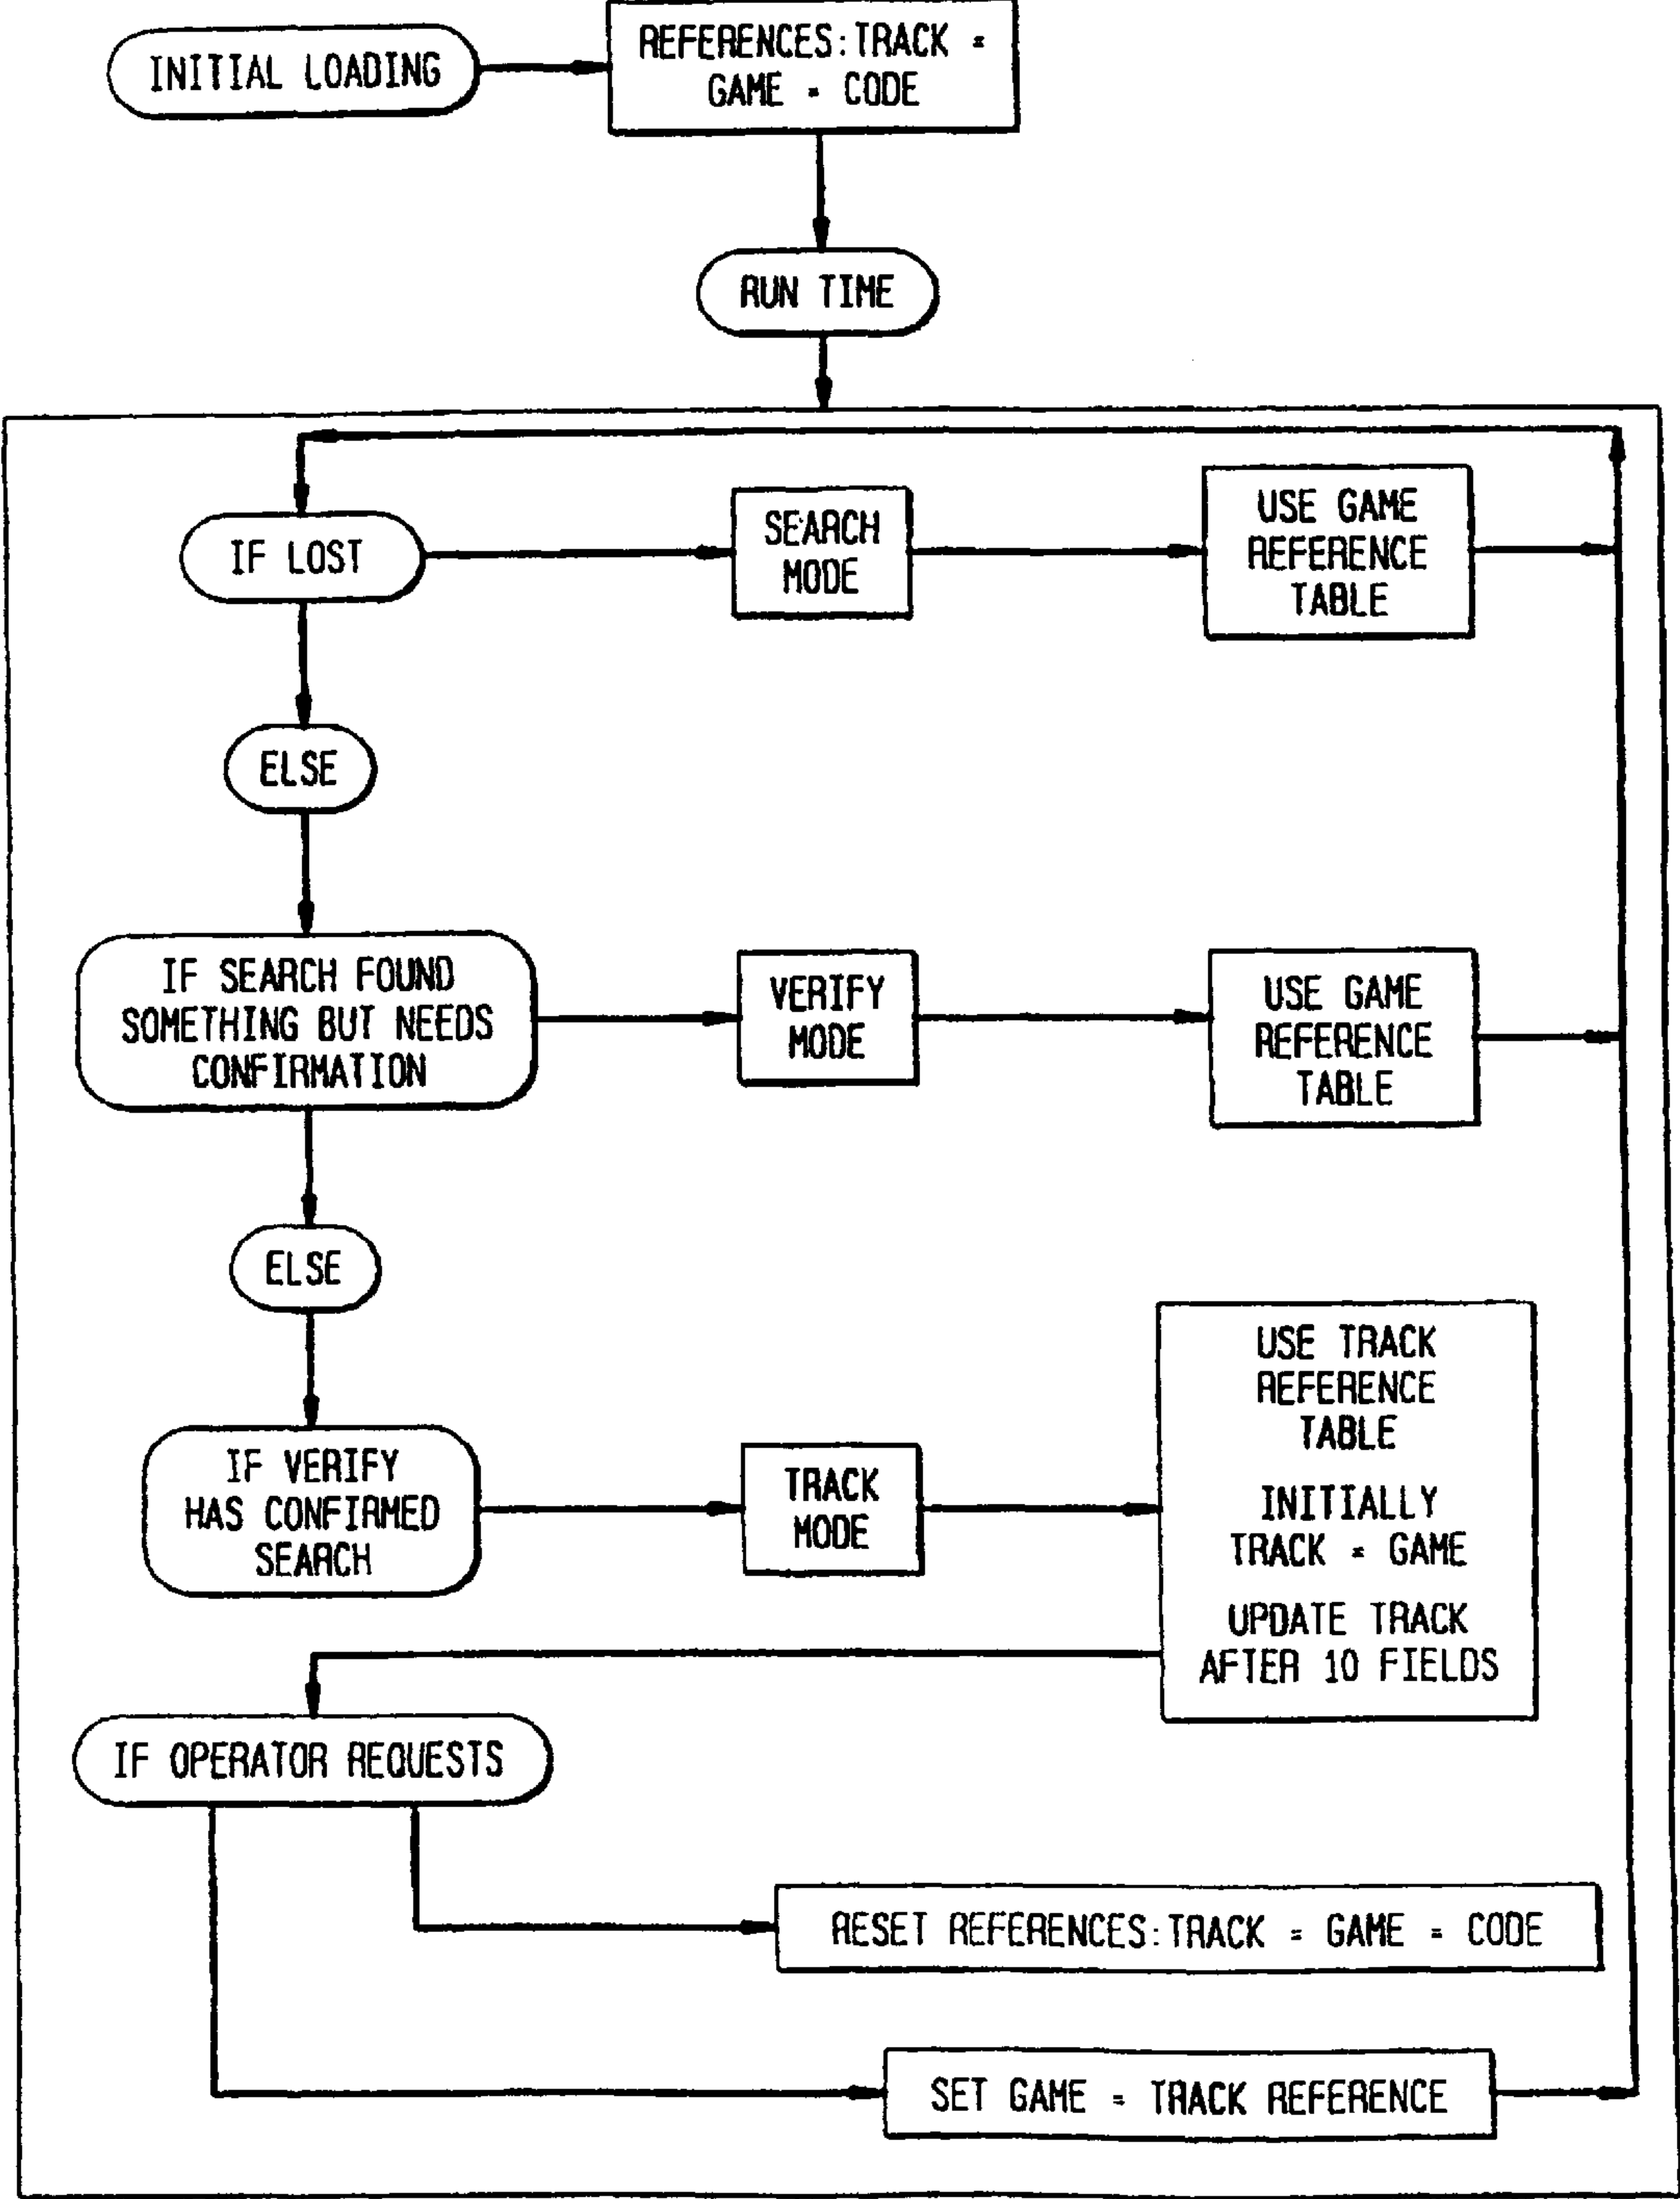 INITIAL LOADING
REFERENCES: TRACK =
GAME = CODE
RUN TIME
IF LOST
SEARCH
MODE
USE GAME
REFERENCE
TABLE
ELSE
IF SEARCH FOUND
SOMETHING BUT NEEDS
CONFIRMATION
VERIFY
MODE
USE GAME
REFERENCE
TABLE
ELSE
IF VERIFY
HAS CONFIRMED
SEARCH
TRACK
MODE
USE TRACK
REFERENCE
TABLE
INITIALLY
TRACK = GAME
UPDATE TRACK
AFTER 10 FIELDS
IF OPERATOR REQUESTS
RESET REFERENCES: TRACK = GAME = CODE
SET GAME = TRACK REFERENCE